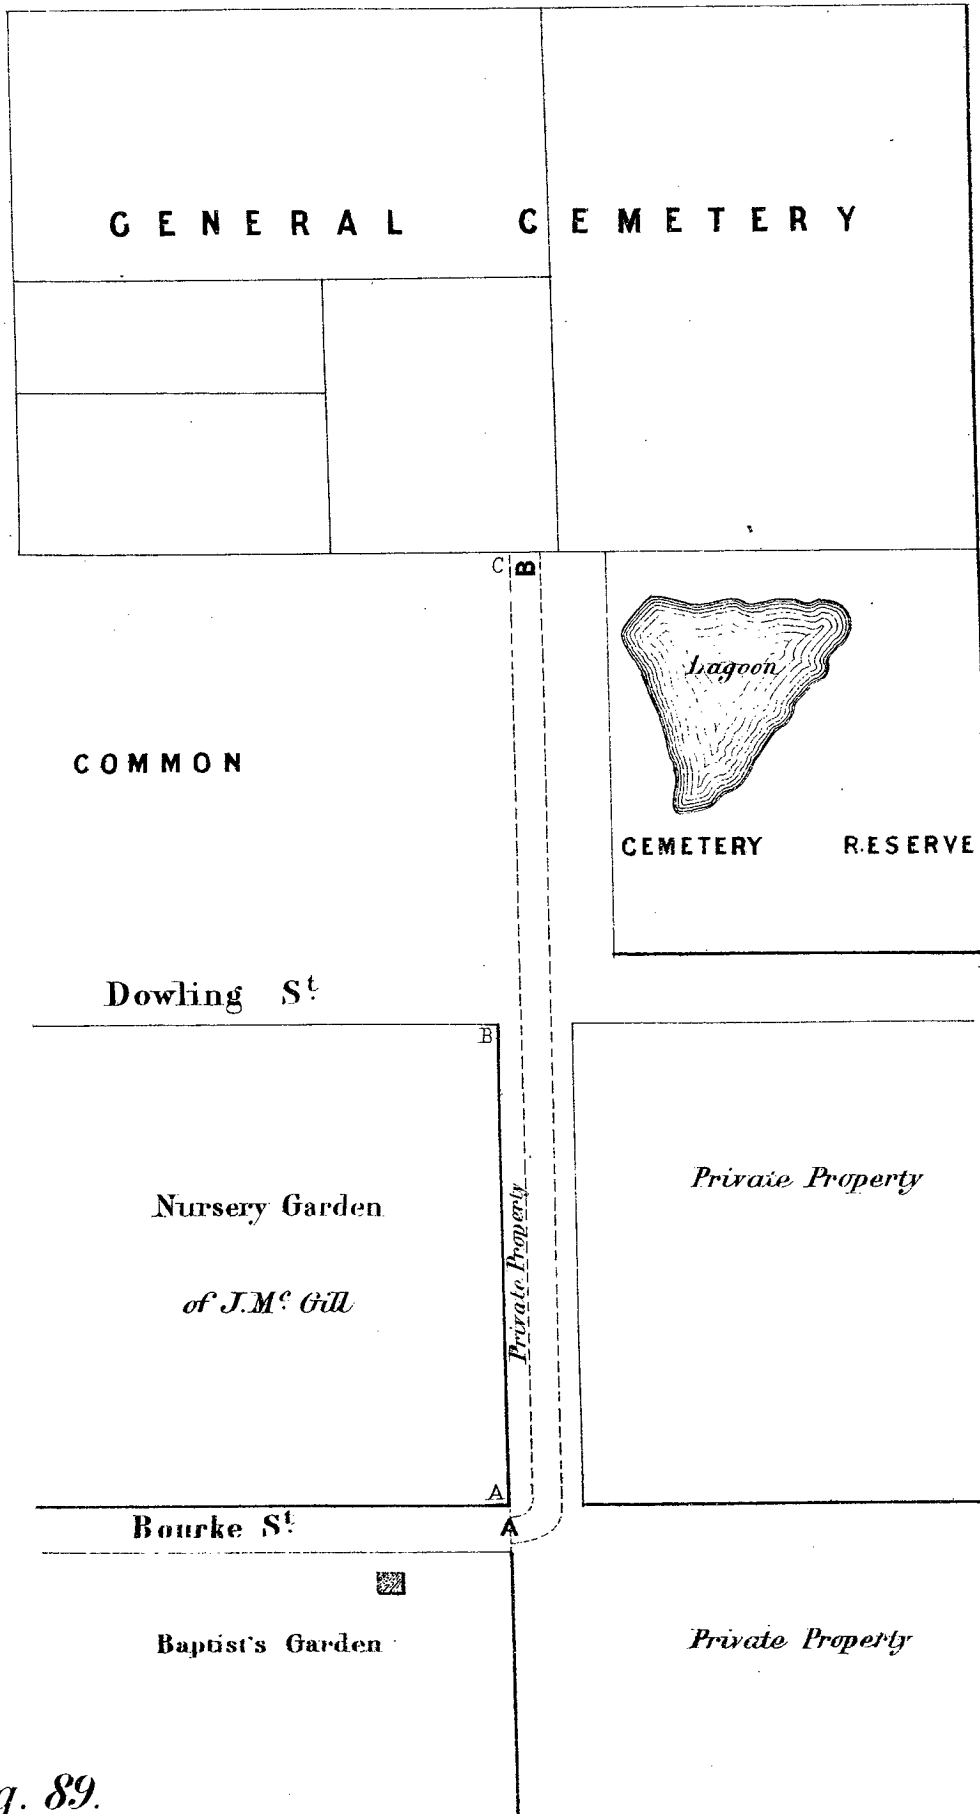 GENERAL CEMETERY
C B
Lagoon
COMMON
CEMETERY RESERVE
Dowling St.
B
Private Property
Nursery Garden
Private Property
of J. Mc. Gill
A
Bourke St.
A
Baptist's Garden
Private Property
g. 89.